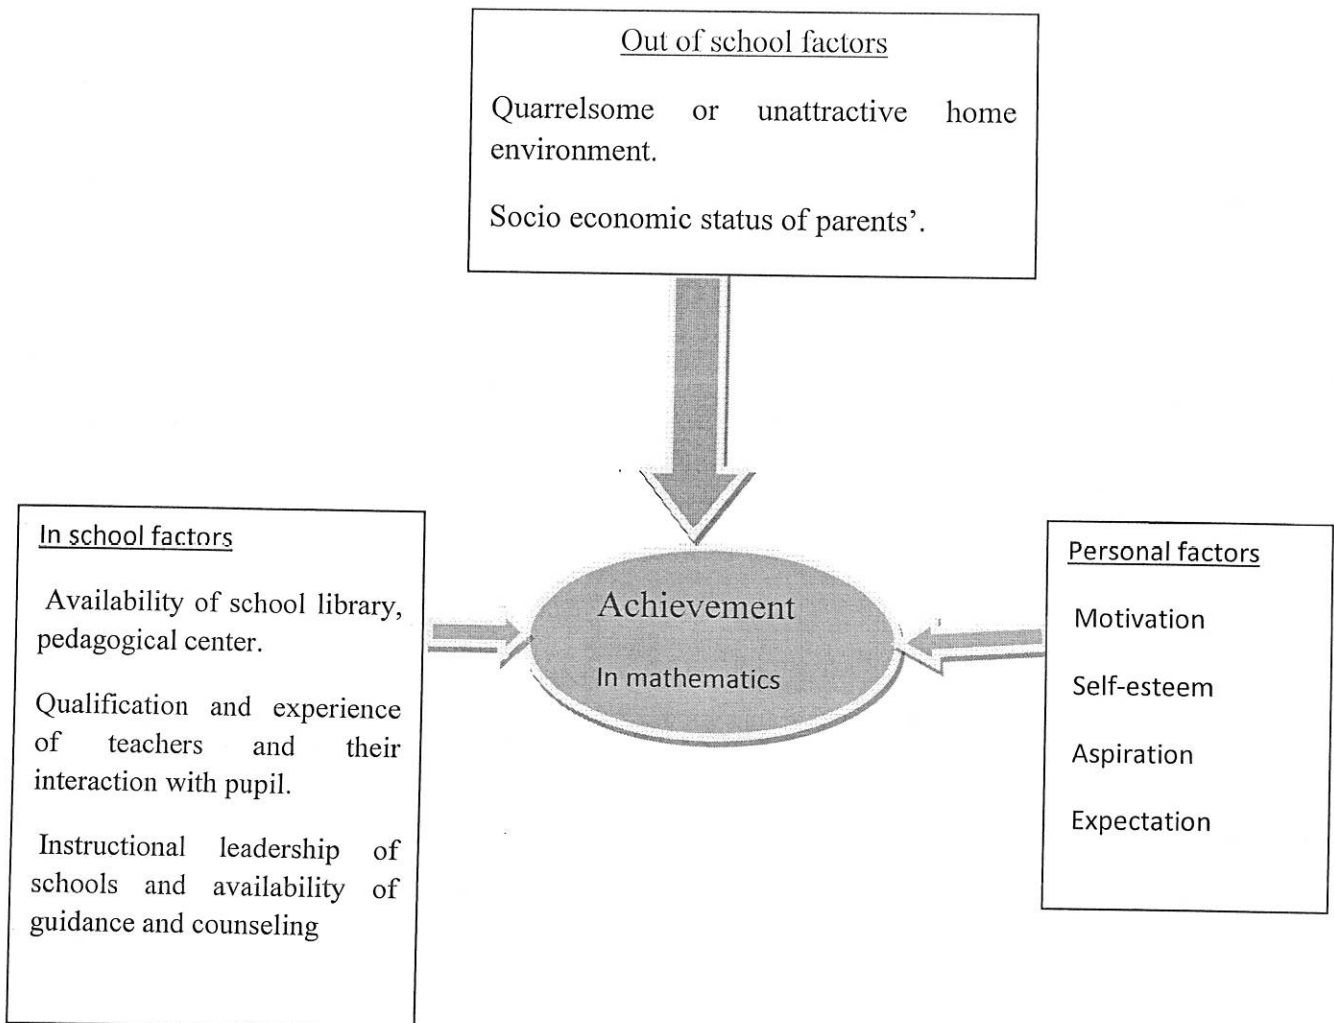 Out of school factors
Quarrelsome or unattractive home
environment.
Socio economic status of parents’.
In school factors
Availability of school library,
pedagogical center.
Qualification and experience
of teachers and their
interaction with pupil.
Instructional leadership of
schools and availability of
guidance and counseling
Achievement
In mathematics
Personal factors
Motivation
Self-esteem
Aspiration
Expectation